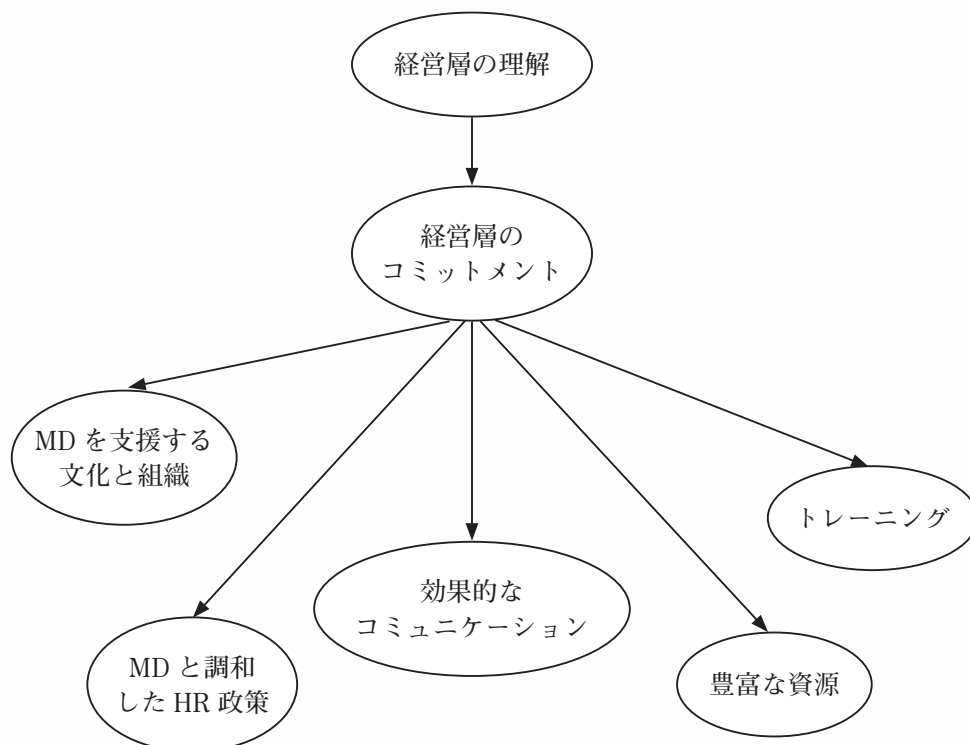 経営層の理解
経営層の
コミットメント
MD を支援する
文化と組織
トレーニング
効果的な
コミュニケーション
MD と調和
した HR 政策
豊富な資源